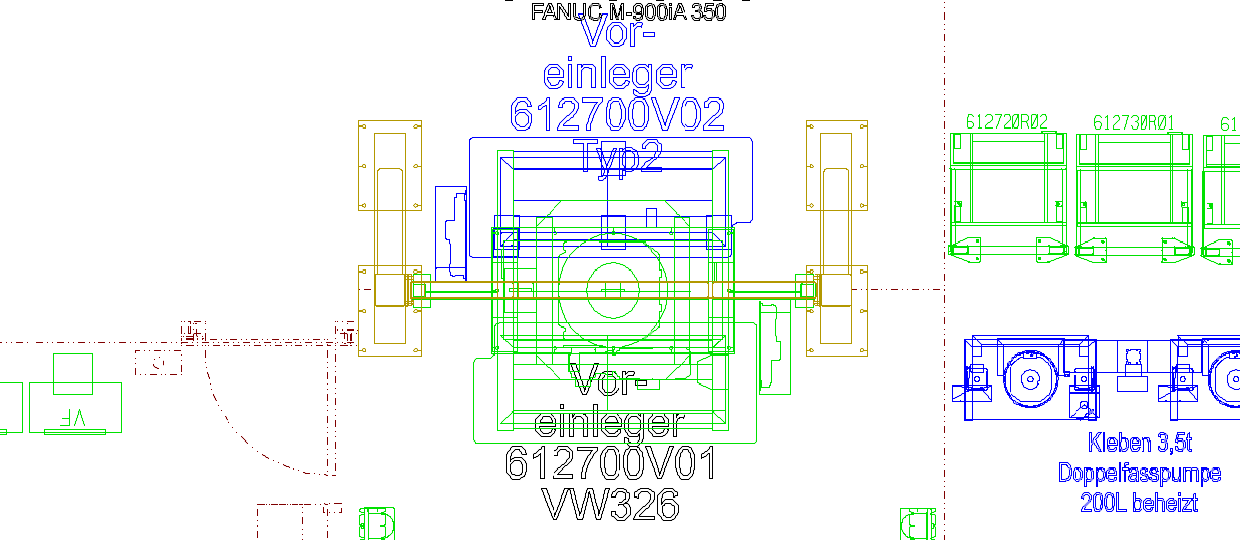 FANUC M-900iA 350
Vor-
einleger
612700V02
Typ2
612720R02
612730R01
61
VF
Vor-
einleger
612700V01
VW326
Kleben 3,5t
Doppelfasspumpe
200L beheizt